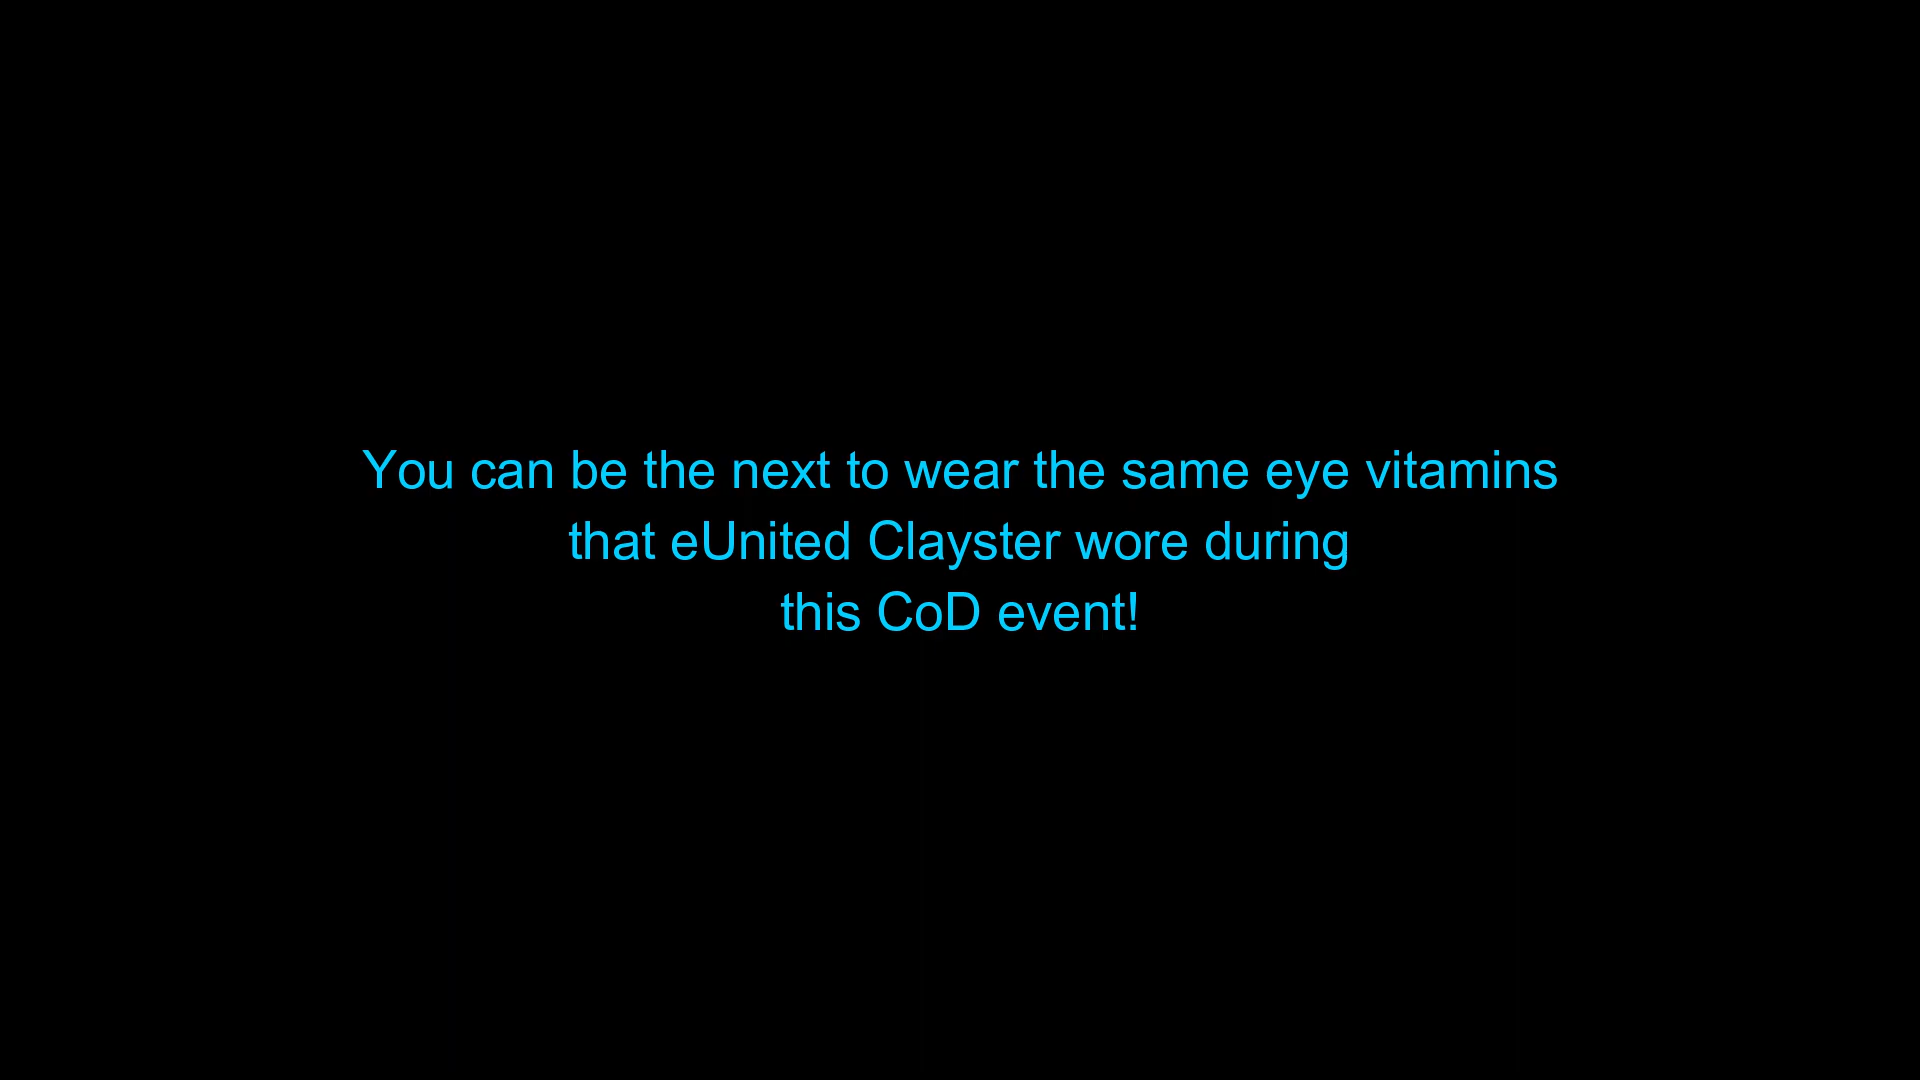 You can be the next to wear the same eye vitamins
that eUnited Clayster wore during
this CoD event!